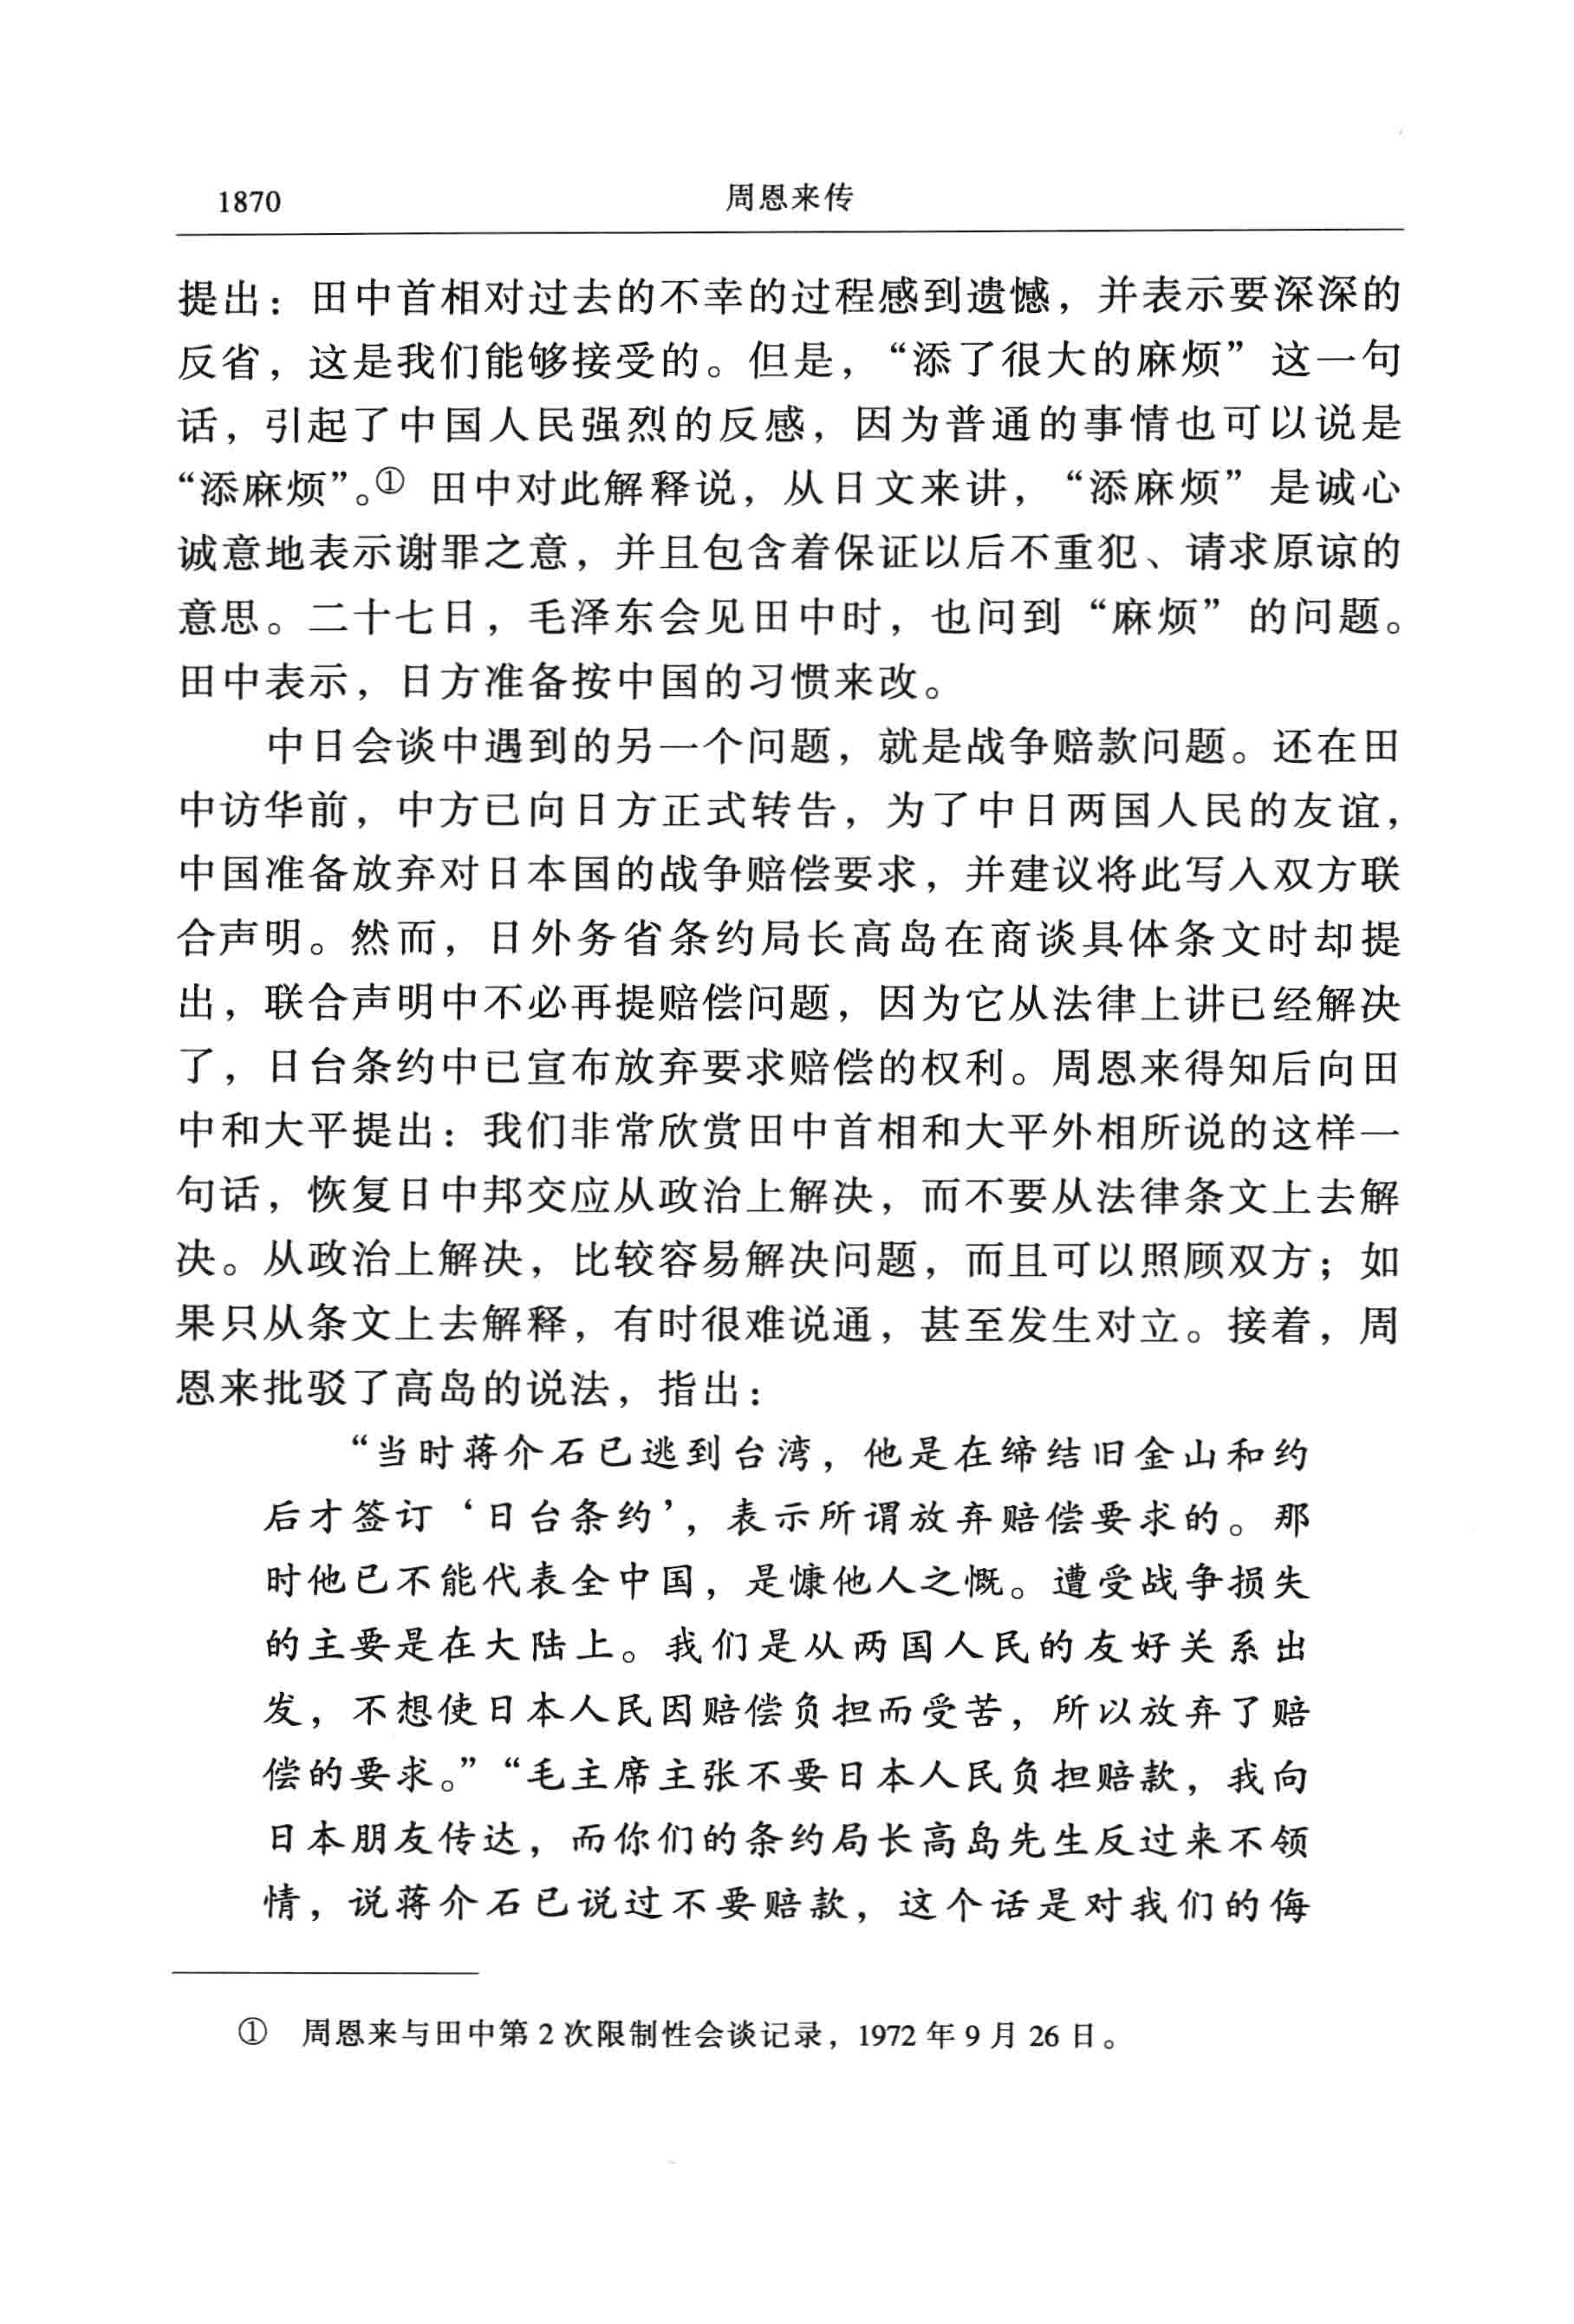 1870
周恩来传
提出：田中首相对过去的不幸的过程感到遗憾，并表示要深深的
反省，这是我们能够接受的。但是，“添了很大的麻烦”这一句
话，引起了中国人民强烈的反感，因为普通的事情也可以说是
“添麻烦”。① 田中对此解释说，从日文来讲，“添麻烦”是诚心
诚意地表示谢罪之意，并且包含着保证以后不重犯、请求原谅的
意思。二十七日，毛泽东会见田中时，也问到“麻烦”的问题。
田中表示，日方准备按中国的习惯来改。
中日会谈中遇到的另一个问题，就是战争赔款问题。还在田
中访华前，中方已向日方正式转告，为了中日两国人民的友谊，
中国准备放弃对日本国的战争赔偿要求，并建议将此写入双方联
合声明。然而，日外务省条约局长高岛在商谈具体条文时却提
出，联合声明中不必再提赔偿问题，因为它从法律上讲已经解决
了，日台条约中已宣布放弃要求赔偿的权利。周恩来得知后向田
中和大平提出：我们非常欣赏田中首相和大平外相所说的这样一
句话，恢复日中邦交应从政治上解决，而不要从法律条文上去解
决。从政治上解决，比较容易解决问题，而且可以照顾双方；如
果只从条文上去解释，有时很难说通，甚至发生对立。接着，周
恩来批驳了高岛的说法，指出：
“当时蒋介石已逃到台湾，他是在缔结旧金山和约
后才签订‘日台条约’，表示所谓放弃赔偿要求的。那
时他已不能代表全中国，是慷他人之慨。遭受战争损失
的主要是在大陆上。我们是从两国人民的友好关系出
发，不想使日本人民因赔偿负担而受苦，所以放弃了赔
偿的要求。”“毛主席主张不要日本人民负担赔款，我向
日本朋友传达，而你们的条约局长高岛先生反过来不领
情，说蒋介石已说过不要赔款，这个话是对我们的侮
① 周恩来与田中第2次限制性会谈记录，1972年9月26日。